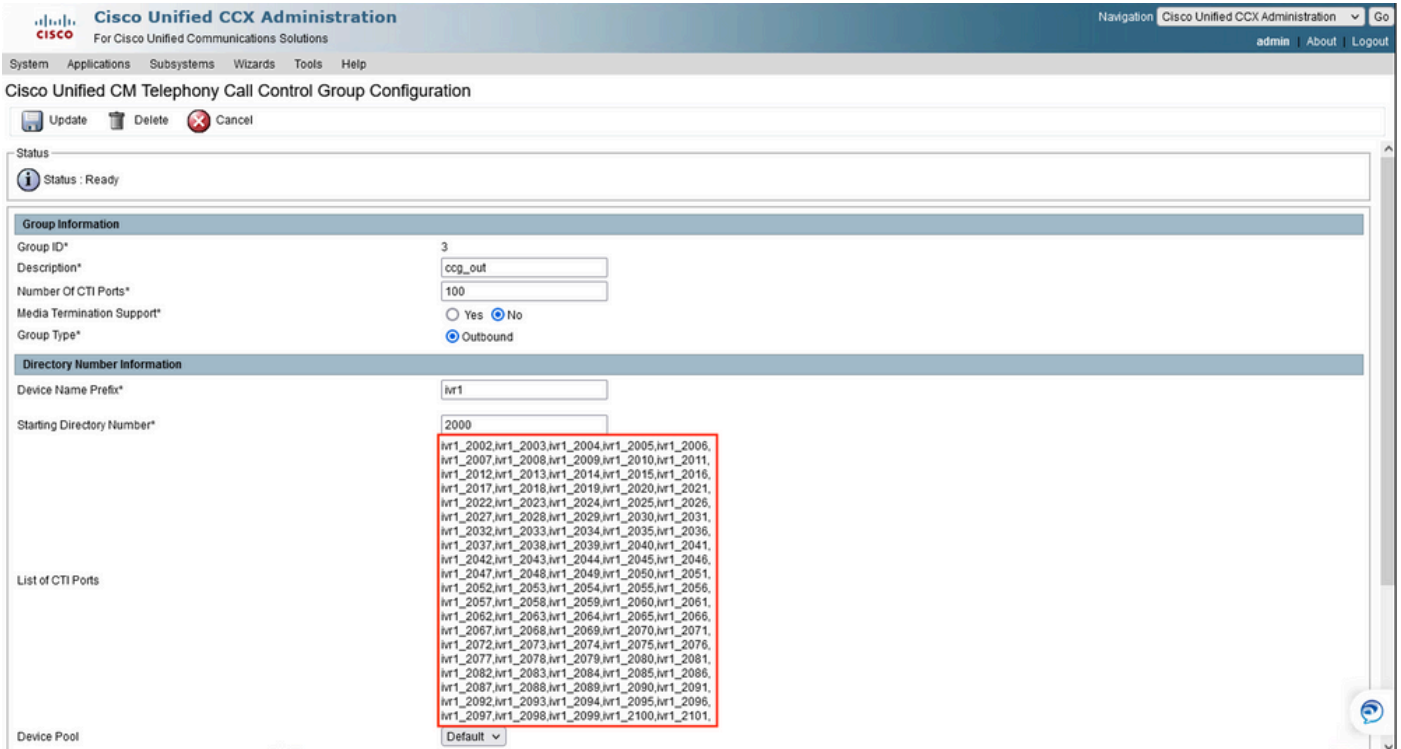 CISCO
Cisco Unified CCX Administration
For Cisco Unified Communications Solutions
Navigation Cisco Unified CCX Administration Go
admin | About | Logout
System Applications Subsystems Wizards Tools Help
Cisco Unified CM Telephony Call Control Group Configuration
Update Delete Cancel
Status
Status : Ready
Group Information
Group ID* 3
Description* ccg_out
Number Of CTI Ports* 100
Media Termination Support* Yes No
Group Type* Outbound
Directory Number Information
Device Name Prefix* ivr1
Starting Directory Number* 2000
ivr1_2002,ivr1_2003,ivr1_2004,ivr1_2005,ivr1_2006,
ivr1_2007,ivr1_2008,ivr1_2009,ivr1_2010,ivr1_2011,
ivr1_2012,ivr1_2013,ivr1_2014,ivr1_2015,ivr1_2016,
ivr1_2017,ivr1_2018,ivr1_2019,ivr1_2020,ivr1_2021,
ivr1_2022,ivr1_2023,ivr1_2024,ivr1_2025,ivr1_2026,
ivr1_2027,ivr1_2028,ivr1_2029,ivr1_2030,ivr1_2031,
ivr1_2032,ivr1_2033,ivr1_2034,ivr1_2035,ivr1_2036,
ivr1_2037,ivr1_2038,ivr1_2039,ivr1_2040,ivr1_2041,
ivr1_2042,ivr1_2043,ivr1_2044,ivr1_2045,ivr1_2046,
ivr1_2047,ivr1_2048,ivr1_2049,ivr1_2050,ivr1_2051,
List of CTI Ports
ivr1_2052,ivr1_2053,ivr1_2054,ivr1_2055,ivr1_2056,
ivr1_2057,ivr1_2058,ivr1_2059,ivr1_2060,ivr1_2061,
ivr1_2062,ivr1_2063,ivr1_2064,ivr1_2065,ivr1_2066,
ivr1_2067,ivr1_2068,ivr1_2069,ivr1_2070,ivr1_2071,
ivr1_2072,ivr1_2073,ivr1_2074,ivr1_2075,ivr1_2076,
ivr1_2077,ivr1_2078,ivr1_2079,ivr1_2080,ivr1_2081,
ivr1_2082,ivr1_2083,ivr1_2084,ivr1_2085,ivr1_2086,
ivr1_2087,ivr1_2088,ivr1_2089,ivr1_2090,ivr1_2091,
ivr1_2092,ivr1_2093,ivr1_2094,ivr1_2095,ivr1_2096,
ivr1_2097,ivr1_2098,ivr1_2099,ivr1_2100,ivr1_2101,
Device Pool Default